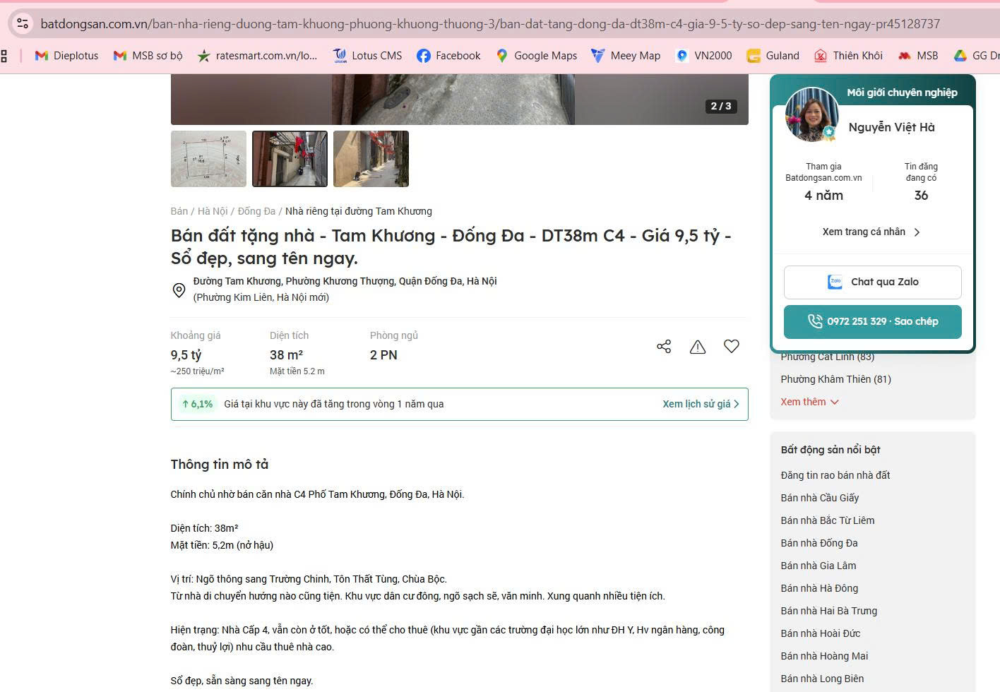 batdongsan.com.vn/ban-nha-rieng-duong-tam-khuong-phuong-khuong-thuong-3/ban-dat-tang-dong-da-dt38m-c4-gia-9-5-ty-so-dep-sang-ten-ngay-pr45128737
Dieplotus MSB sơ bộ ratesmart.com.vn/lo... Lotus CMS Facebook Google Maps Meey Map VN2000 Guland Thiên Khôi MSB GG Dr
2 / 3
Bán / Hà Nội / Đống Đa / Nhà riêng tại đường Tam Khương
Bán đất tặng nhà - Tam Khương - Đống Đa - DT38m C4 - Giá 9,5 tỷ -
Sổ đẹp, sang tên ngay.
Đường Tam Khương, Phường Khương Thượng, Quận Đống Đa, Hà Nội
(Phường Kim Liên, Hà Nội mới)
Khoảng giá Diện tích Phòng ngủ
9,5 tỷ 38 m² 2 PN
~250 triệu/m² Mặt tiền 5.2 m
6,1% Giá tại khu vực này đã tăng trong vòng 1 năm qua Xem lịch sử giá
Thông tin mô tả
Chính chủ nhờ bán căn nhà C4 Phố Tam Khương, Đống Đa, Hà Nội.
Diện tích: 38m²
Mặt tiền: 5,2m (nở hậu)
Vị trí: Ngõ thông sang Trường Chinh, Tôn Thất Tùng, Chùa Bộc.
Từ nhà di chuyển hướng nào cũng tiện. Khu vực dân cư đông, ngõ sạch sẽ, văn minh. Xung quanh nhiều tiện ích.
Hiện trạng: Nhà Cấp 4, vẫn còn ở tốt, hoặc có thể cho thuê (khu vực gần các trường đại học lớn như ĐH Y, Hv ngân hàng, công
đoàn, thuỷ lợi) nhu cầu thuê nhà cao.
Sổ đẹp, sẵn sàng sang tên ngay.
Môi giới chuyên nghiệp
Nguyễn Việt Hà
Tham gia Tin đăng
Batdongsan.com.vn đang có
4 năm 36
Xem trang cá nhân
Zalo Chat qua Zalo
0972 251 329 · Sao chép
Phường Cát Linh (83)
Phường Khâm Thiên (81)
Xem thêm
Bất động sản nổi bật
Đăng tin rao bán nhà đất
Bán nhà Cầu Giấy
Bán nhà Bắc Từ Liêm
Bán nhà Đống Đa
Bán nhà Gia Lâm
Bán nhà Hà Đông
Bán nhà Hai Bà Trưng
Bán nhà Hoài Đức
Bán nhà Hoàng Mai
Bán nhà Long Biên